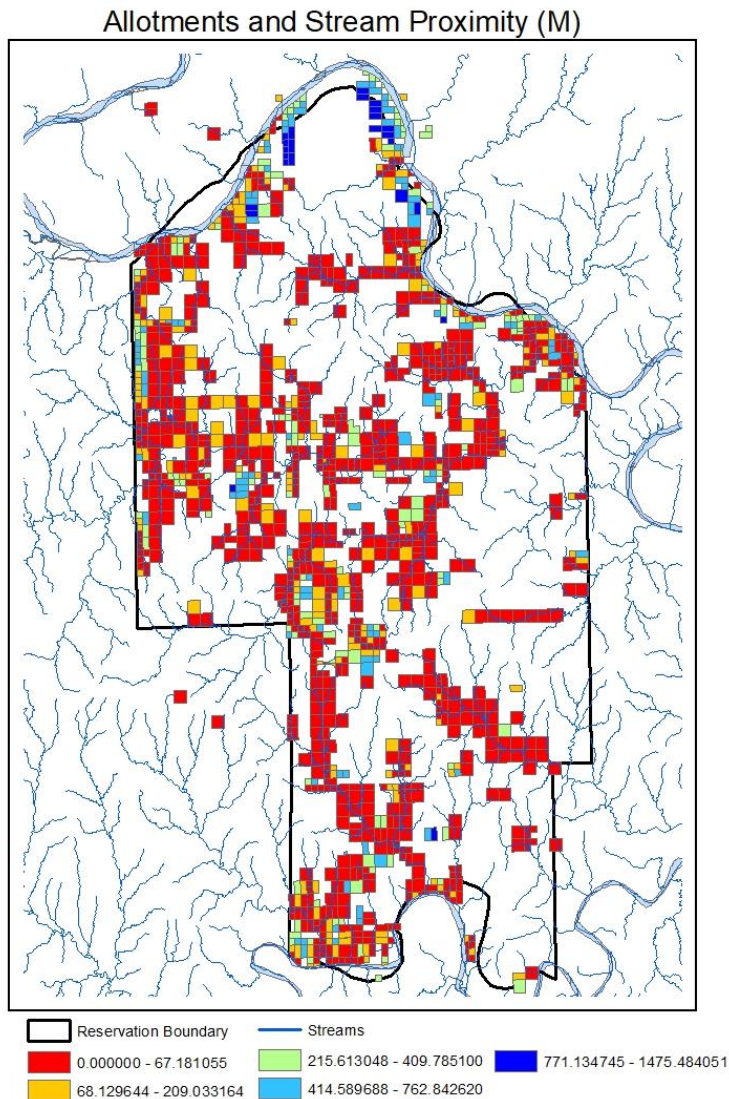 Allotments and Stream Proximity (M)
Reservation Boundary
Streams
0.000000 - 67.181055
215.613048 - 409.785100
771.134745 - 1475.484051
68.129644 - 209.033164
414.589688 - 762.842620